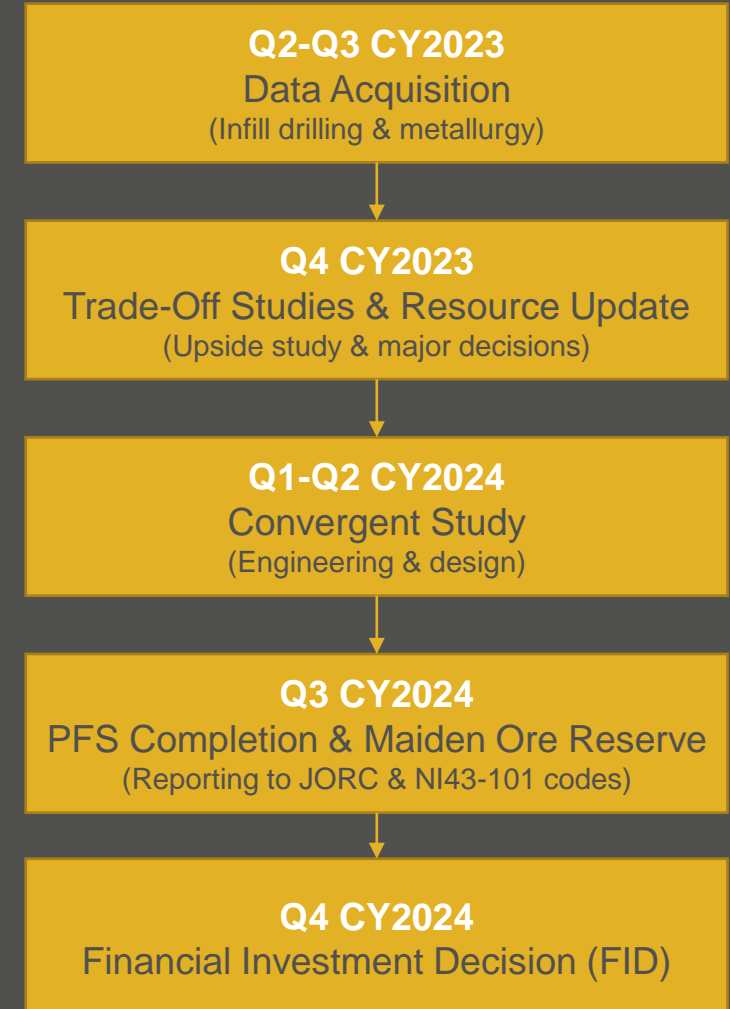 Q2-Q3 CY2023
Data Acquisition
(Infill drilling & metallurgy)
Q4 CY2023
Trade-Off Studies & Resource Update
(Upside study & major decisions)
Q1-Q2 CY2024
Convergent Study
(Engineering & design)
Q3 CY2024
PFS Completion & Maiden Ore Reserve
(Reporting to JORC & NI43-101 codes)
Q4 CY2024
Financial Investment Decision (FID)